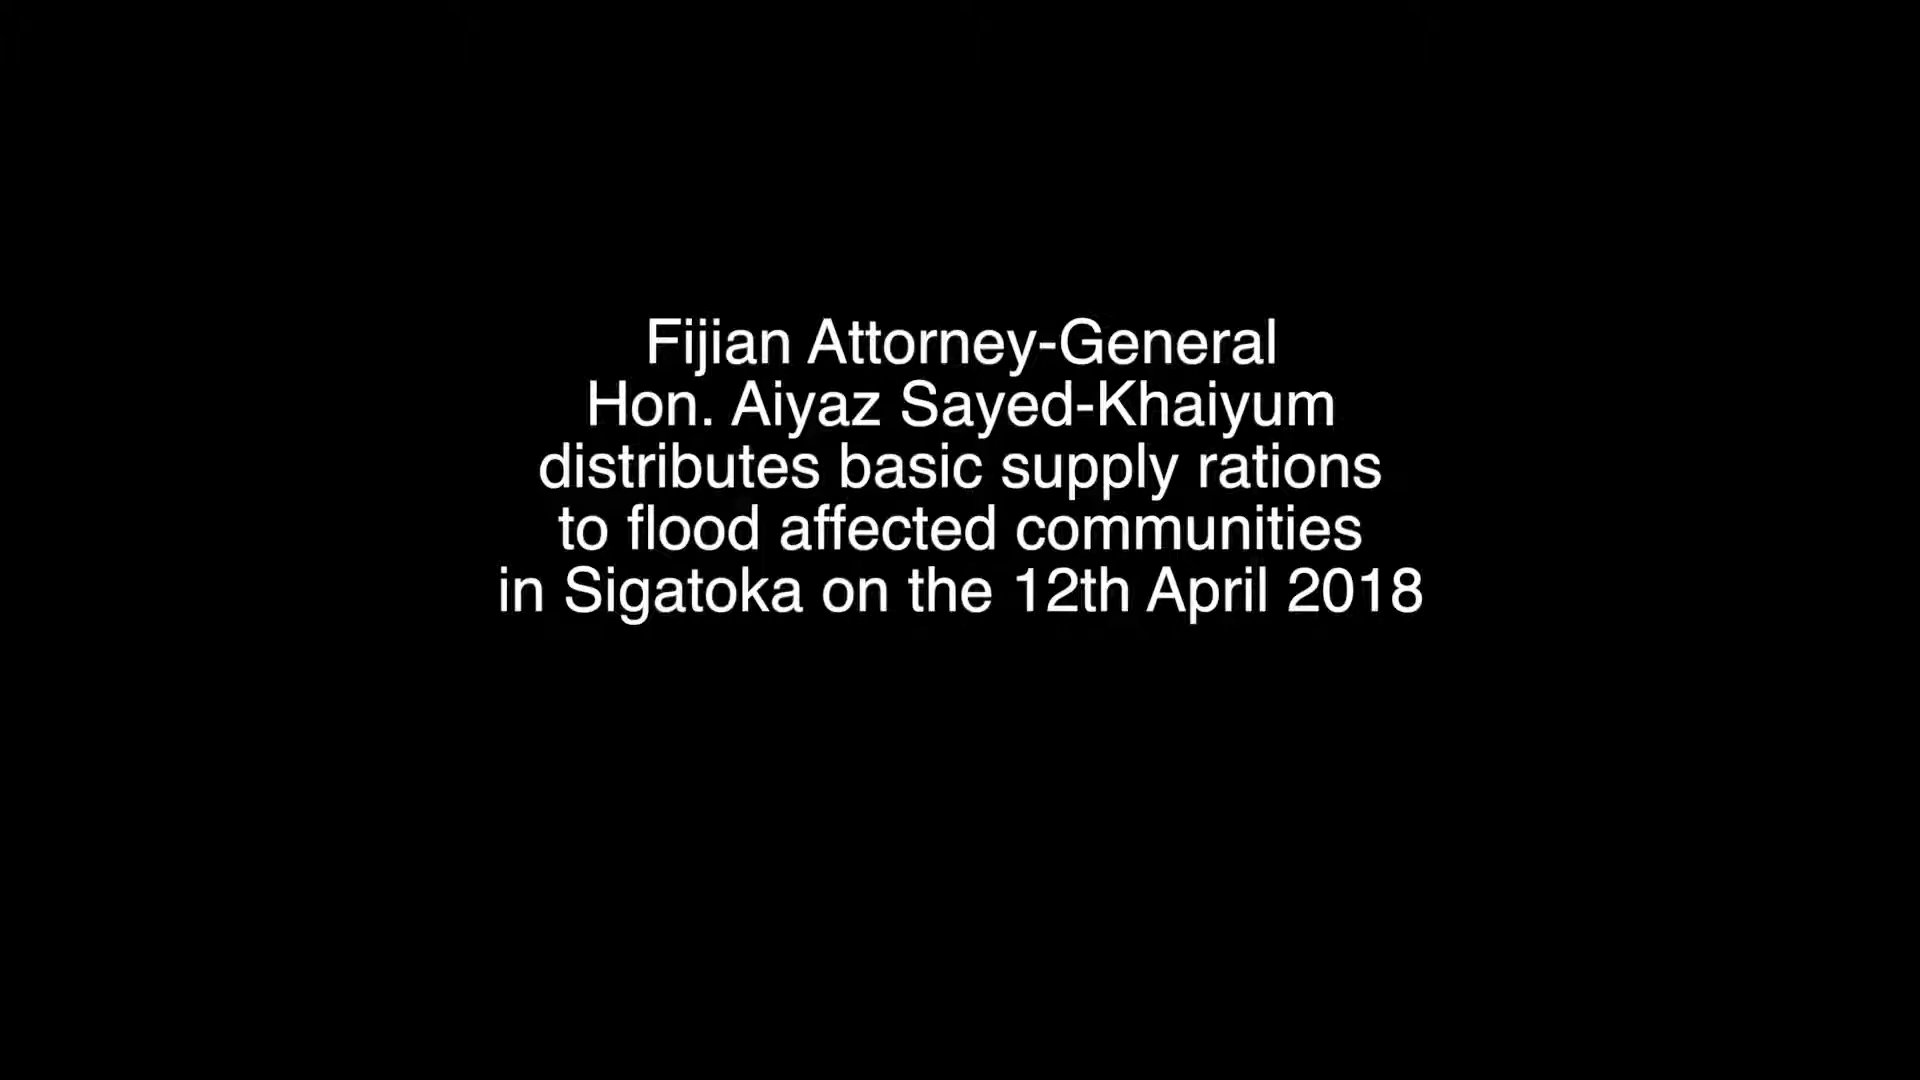 Fijian Attorney-General
Hon. Aiyaz Sayed-Khaiyum
distributes basic supply rations
to flood affected communities
in Sigatoka on the 12th April 2018